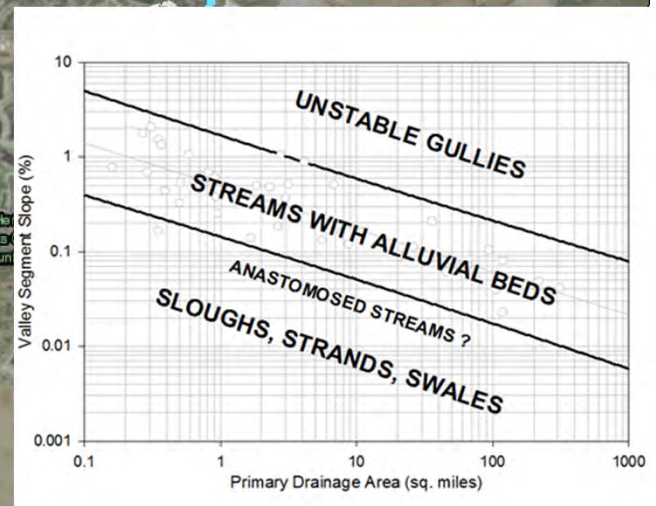 10
1
0.1
0.01
0.001
Valley Segment Slope (%)
UNSTABLE GULLIES
STREAMS WITH ALLUVIAL BEDS
ANASTOMOSED STREAMS ?
SLOUGHS, STRANDS, SWALES
0.1 1 10 100 1000
Primary Drainage Area (sq. miles)